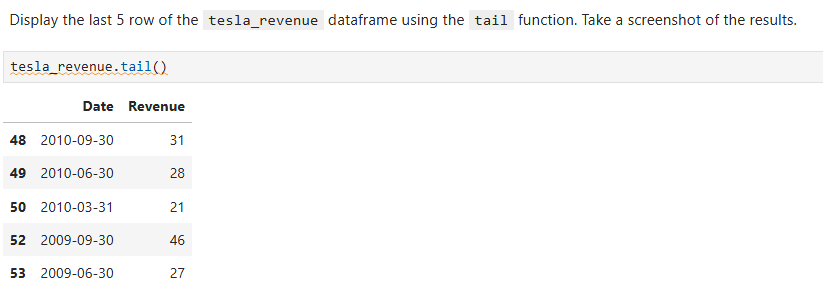 Display the last 5 row of the tesla_revenue dataframe using the tail function. Take a screenshot of the results.
tesla_revenue.tail()
Date Revenue
48 2010-09-30 31
49 2010-06-30 28
50 2010-03-31 21
52 2009-09-30 46
53 2009-06-30 27